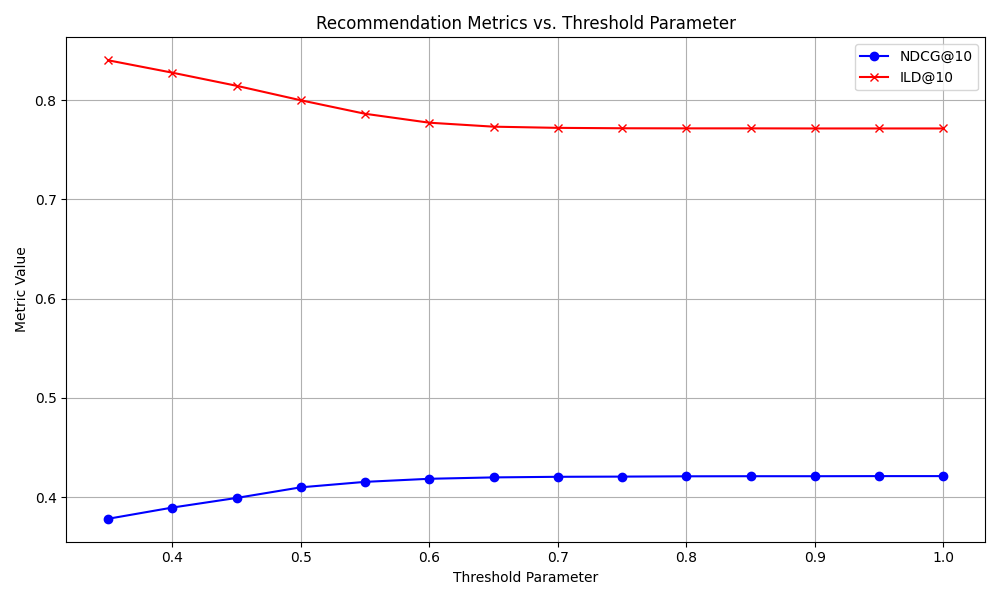 Recommendation Metrics vs. Threshold Parameter
NDCG@10
ILD@10
Metric Value
0.8
0.7
0.6
0.5
0.4
0.4 0.5 0.6 0.7 0.8 0.9 1.0
Threshold Parameter